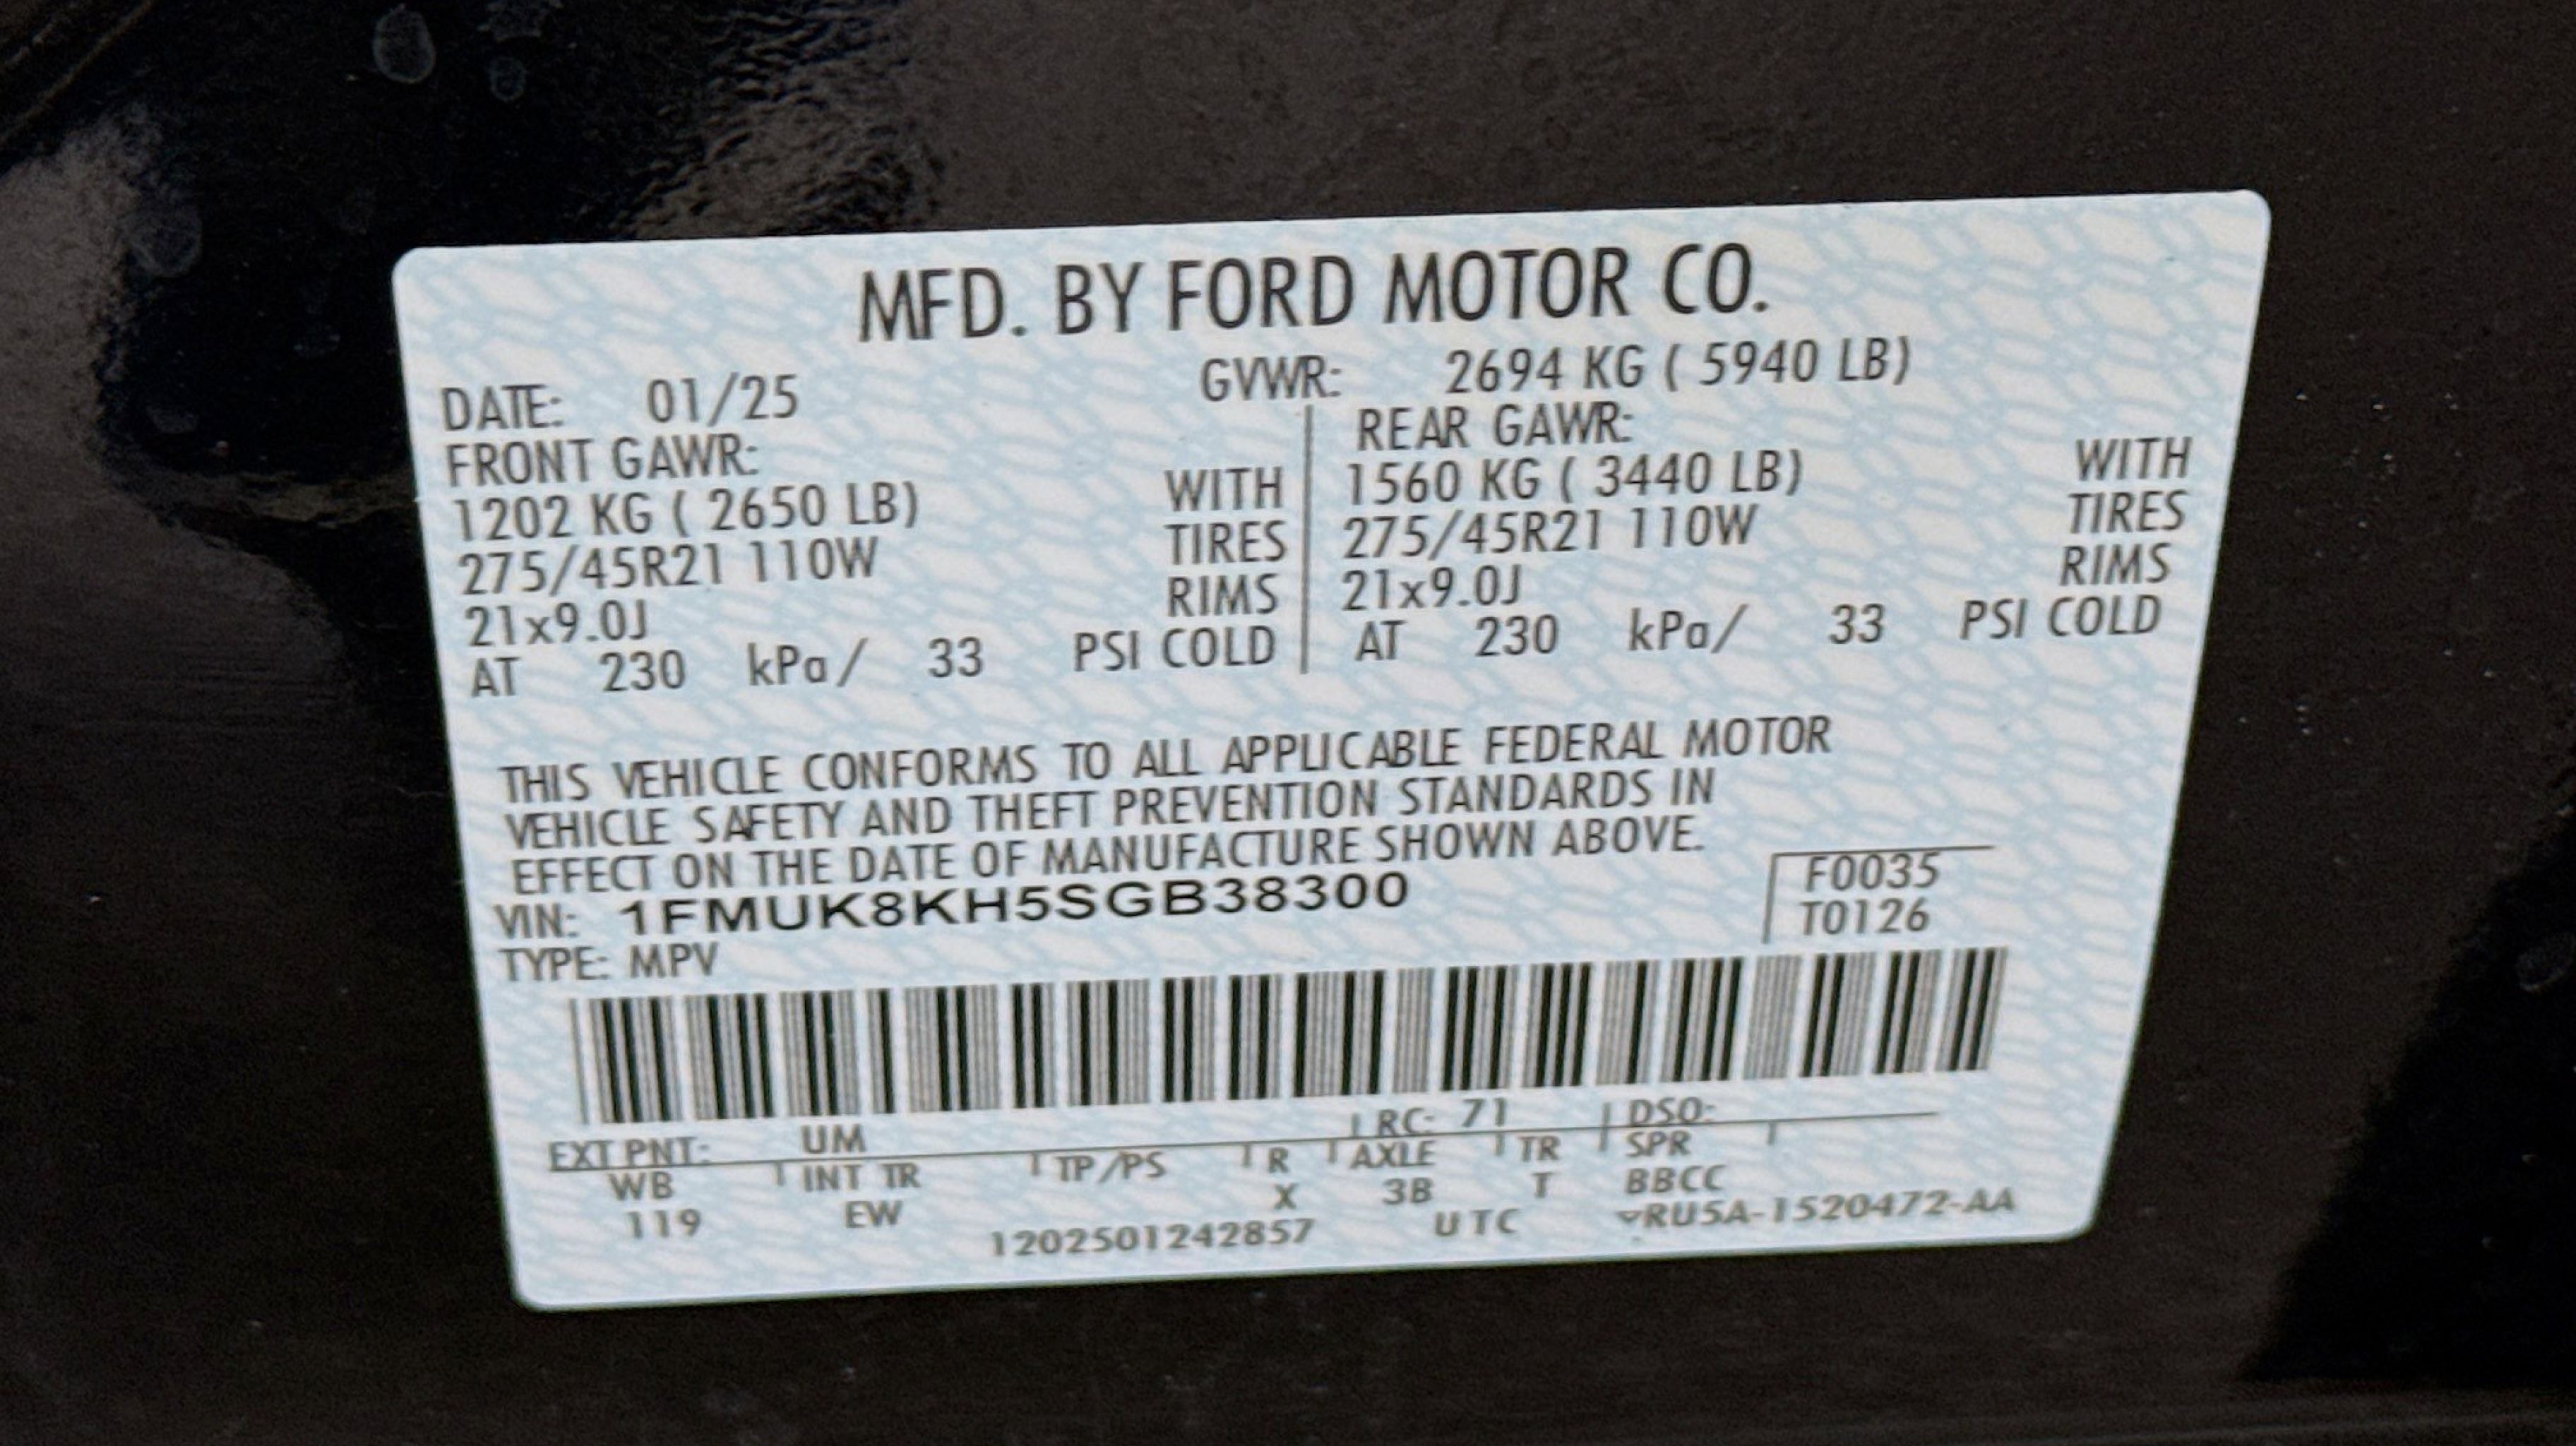 MFD. BY FORD MOTOR CO.
DATE: 01/25 GVWR: 2694 KG ( 5940 LB)
FRONT GAWR: REAR GAWR:
1202 KG ( 2650 LB) WITH 1560 KG ( 3440 LB) WITH
275/45R21 110W TIRES 275/45R21 110W TIRES
21x9.0J RIMS 21x9.0J RIMS
AT 230 kPa/ 33 PSI COLD AT 230 kPa/ 33 PSI COLD
THIS VEHICLE CONFORMS TO ALL APPLICABLE FEDERAL MOTOR
VEHICLE SAFETY AND THEFT PREVENTION STANDARDS IN
EFFECT ON THE DATE OF MANUFACTURE SHOWN ABOVE.
VIN: 1FMUK8KH5SGB38300 F0035
TYPE: MPV T0126
EXT PNT: UM RC: 71 DSO:
WB INT TR TP/PS R AXLE TR SPR
119 EW X 3B T BBCC
1202501242857 UTC ▽RU5A-1520472-AA